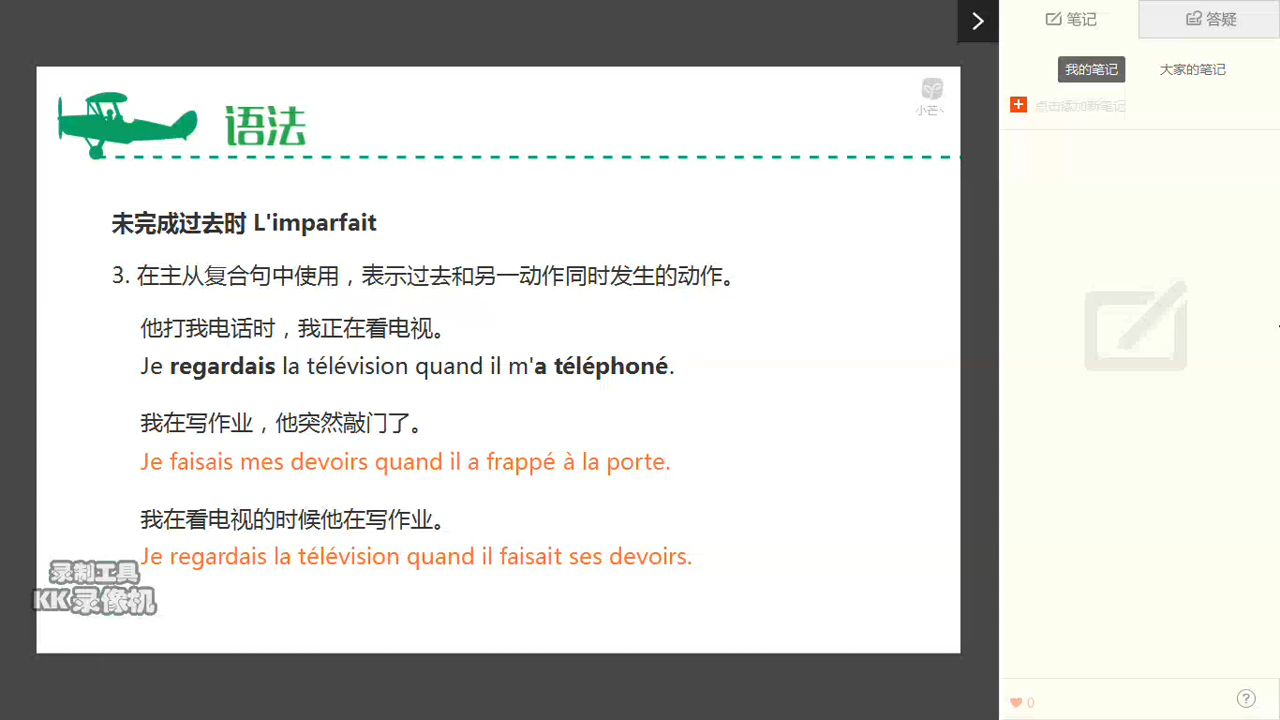 笔记
答疑
我的笔记
大家的笔记
点击添加新笔记
语法
小芒丶
未完成过去时 L'imparfait
3. 在主从复合句中使用，表示过去和另一动作同时发生的动作。
他打我电话时，我正在看电视。
Je regardais la télévision quand il m'a téléphoné.
我在写作业，他突然敲门了。
Je faisais mes devoirs quand il a frappé à la porte.
我在看电视的时候他在写作业。
Je regardais la télévision quand il faisait ses devoirs.
录制工具
KK录像机
0
?